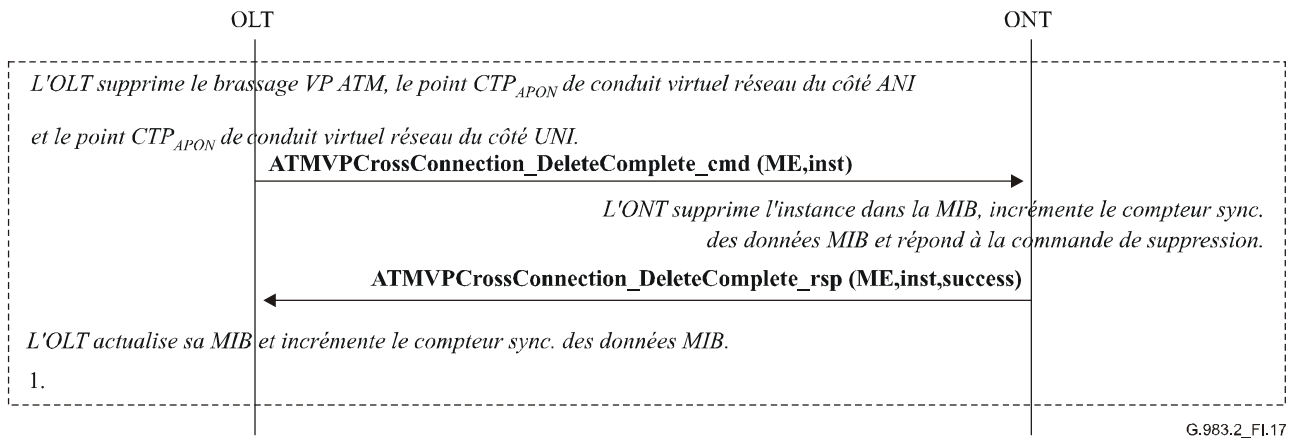 OLT
ONT
L'OLT supprime le brassage VP ATM, le point CTPAPON de conduit virtuel réseau du côté ANI
et le point CTPAPON de conduit virtuel réseau du côté UNI.
ATMVPCrossConnection_DeleteComplete_cmd (ME,inst)
L'ONT supprime l'instance dans la MIB, incrémente le compteur sync.
des données MIB et répond à la commande de suppression.
ATMVPCrossConnection_DeleteComplete_rsp (ME,inst,success)
L'OLT actualise sa MIB et incrémente le compteur sync. des données MIB.
1.
G.983.2_FI.17